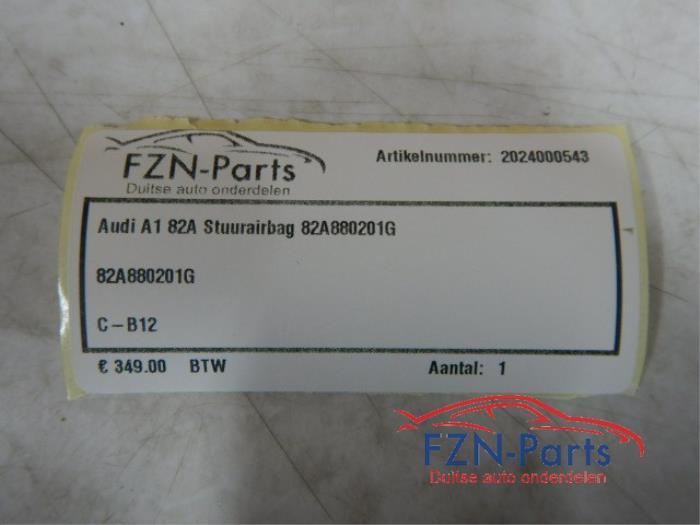 FZN-Parts
Duitse auto onderdelen
Artikelnummer: 2024000543
Audi A1 82A Stuurairbag 82A880201G
82A880201G
C-B12
€ 349.00 BTW
Aantal: 1
FZN-Parts
Duitse auto onderdelen